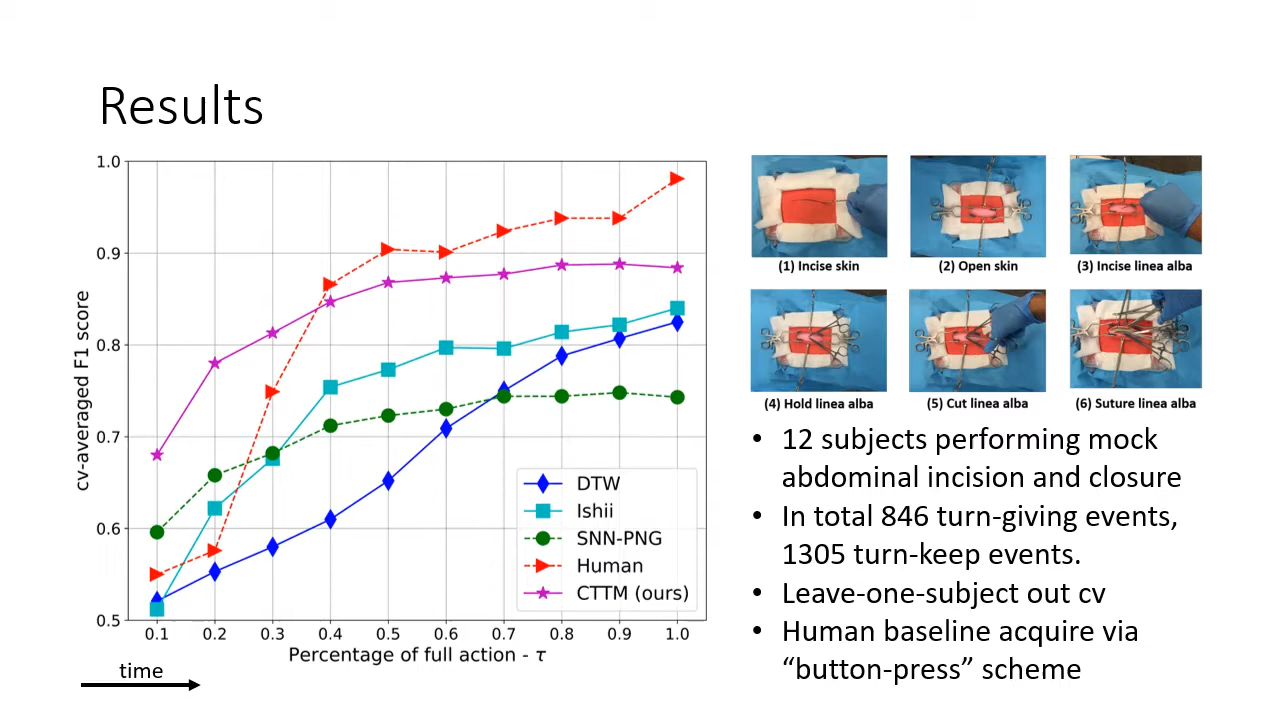 Results
1.0
0.9
0.8
0.7
0.6
0.5
cv-averaged F1 score
0.1 0.2 0.3 0.4 0.5 0.6 0.7 0.8 0.9 1.0
Percentage of full action - τ
time
DTW
Ishii
SNN-PNG
Human
CTTM (ours)
(1) Incise skin
(2) Open skin
(3) Incise linea alba
(4) Hold linea alba
(5) Cut linea alba
(6) Suture linea alba
• 12 subjects performing mock
abdominal incision and closure
• In total 846 turn-giving events,
1305 turn-keep events.
• Leave-one-subject out cv
• Human baseline acquire via
“button-press” scheme